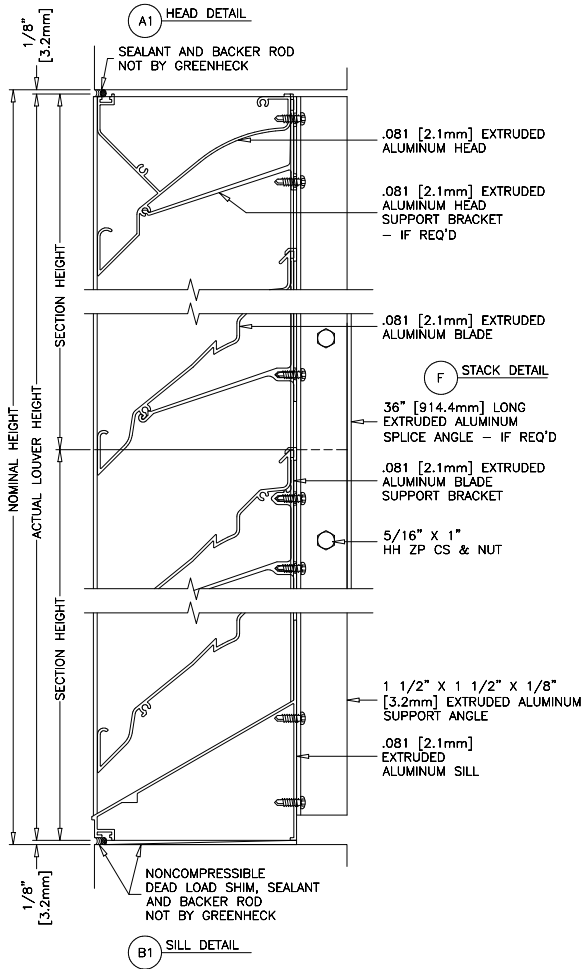 A1 HEAD DETAIL
1/8"
[3.2mm]
SEALANT AND BACKER ROD
NOT BY GREENHECK
.081 [2.1mm] EXTRUDED
ALUMINUM HEAD
.081 [2.1mm] EXTRUDED
ALUMINUM HEAD
SUPPORT BRACKET
– IF REQ'D
SECTION HEIGHT
.081 [2.1mm] EXTRUDED
ALUMINUM BLADE
F STACK DETAIL
36" [914.4mm] LONG
EXTRUDED ALUMINUM
SPLICE ANGLE – IF REQ'D
NOMINAL HEIGHT
ACTUAL LOUVER HEIGHT
.081 [2.1mm] EXTRUDED
ALUMINUM BLADE
SUPPORT BRACKET
5/16" X 1"
HH ZP CS & NUT
SECTION HEIGHT
1 1/2" X 1 1/2" X 1/8"
[3.2mm] EXTRUDED ALUMINUM
SUPPORT ANGLE
.081 [2.1mm]
EXTRUDED
ALUMINUM SILL
1/8"
[3.2mm]
NONCOMPRESSIBLE
DEAD LOAD SHIM, SEALANT
AND BACKER ROD
NOT BY GREENHECK
B1 SILL DETAIL